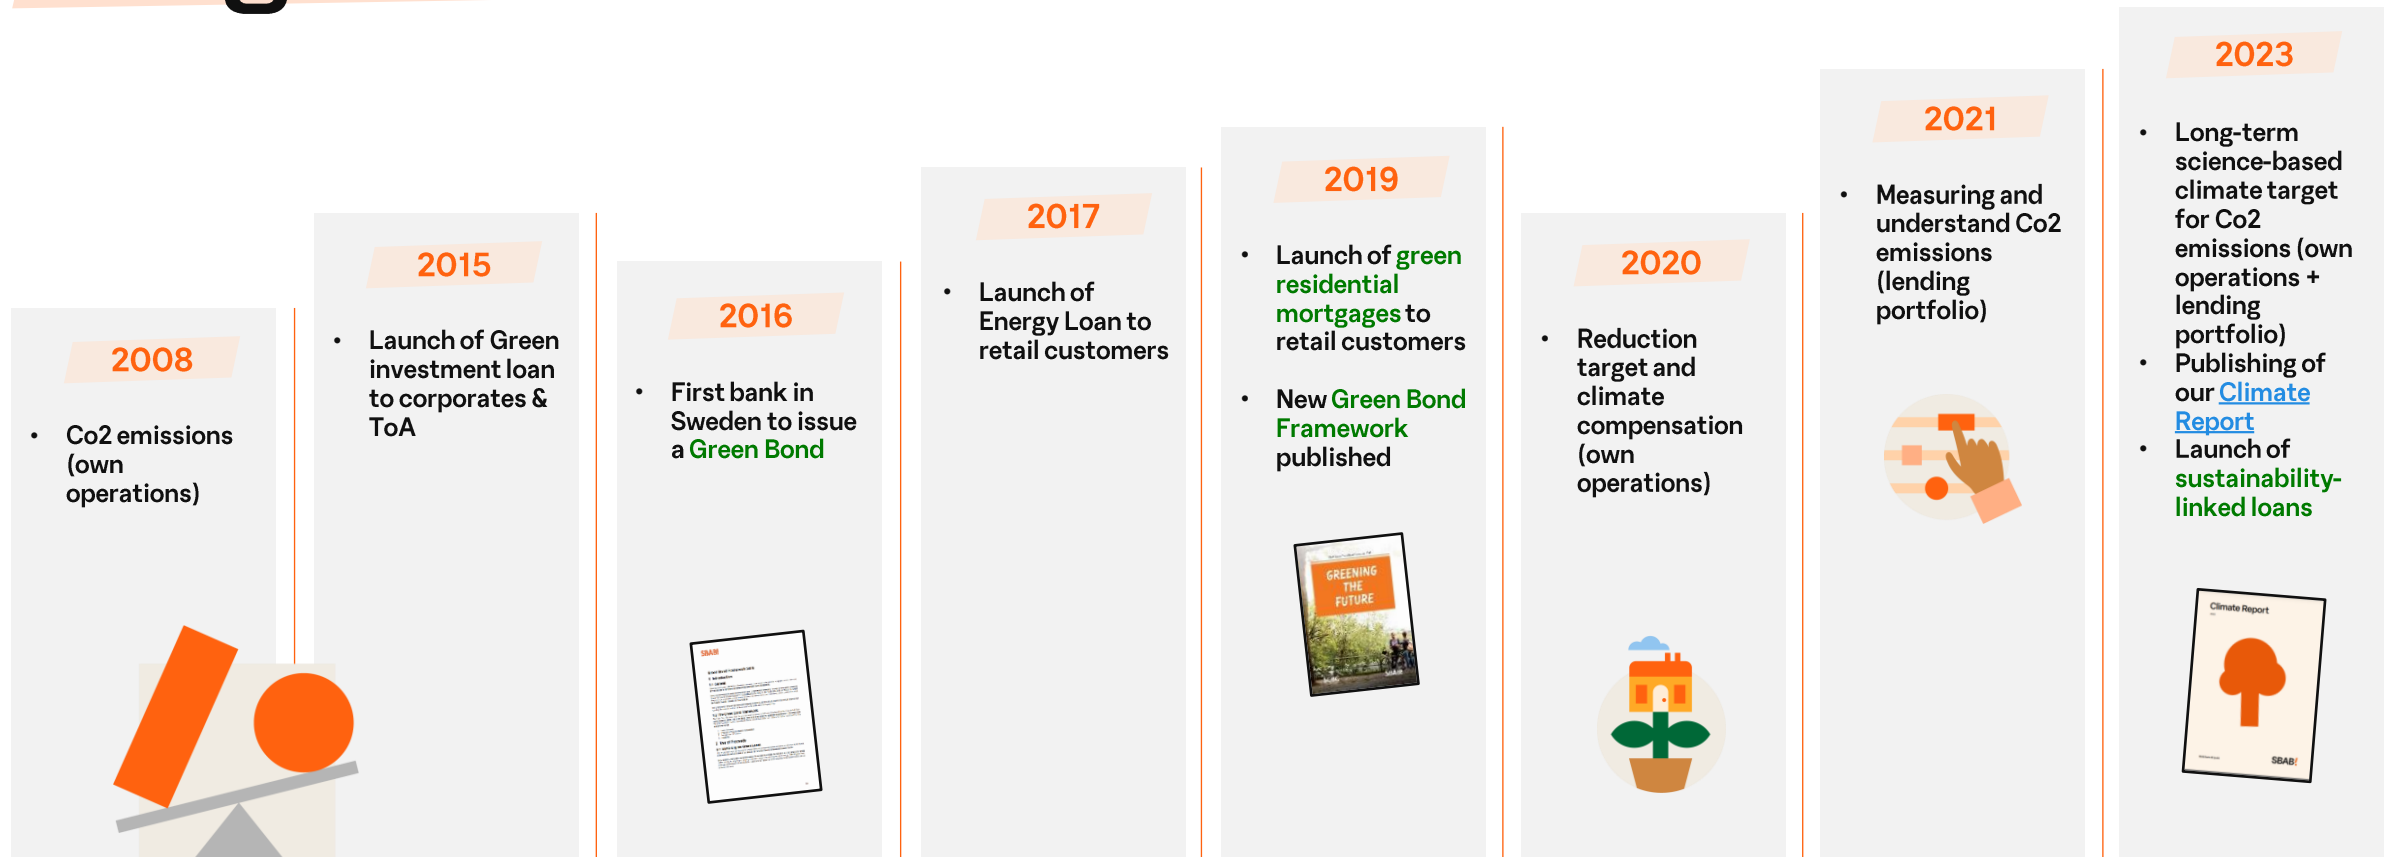 2008
• Co2 emissions
(own
operations)
2015
• Launch of Green
investment loan
to corporates &
ToA
2016
• First bank in
Sweden to issue
a Green Bond
SBAB!
2017
• Launch of
Energy Loan to
retail customers
2019
• Launch of green
residential
mortgages to
retail customers
• New Green Bond
Framework
published
GREENING
THE
FUTURE
SBAB!
2020
• Reduction
target and
climate
compensation
(own
operations)
2021
• Measuring and
understand Co2
emissions
(lending
portfolio)
2023
• Long-term
science-based
climate target
for Co2
emissions (own
operations +
lending
portfolio)
• Publishing of
our Climate
Report
• Launch of
sustainability-
linked loans
Climate Report
SBAB!